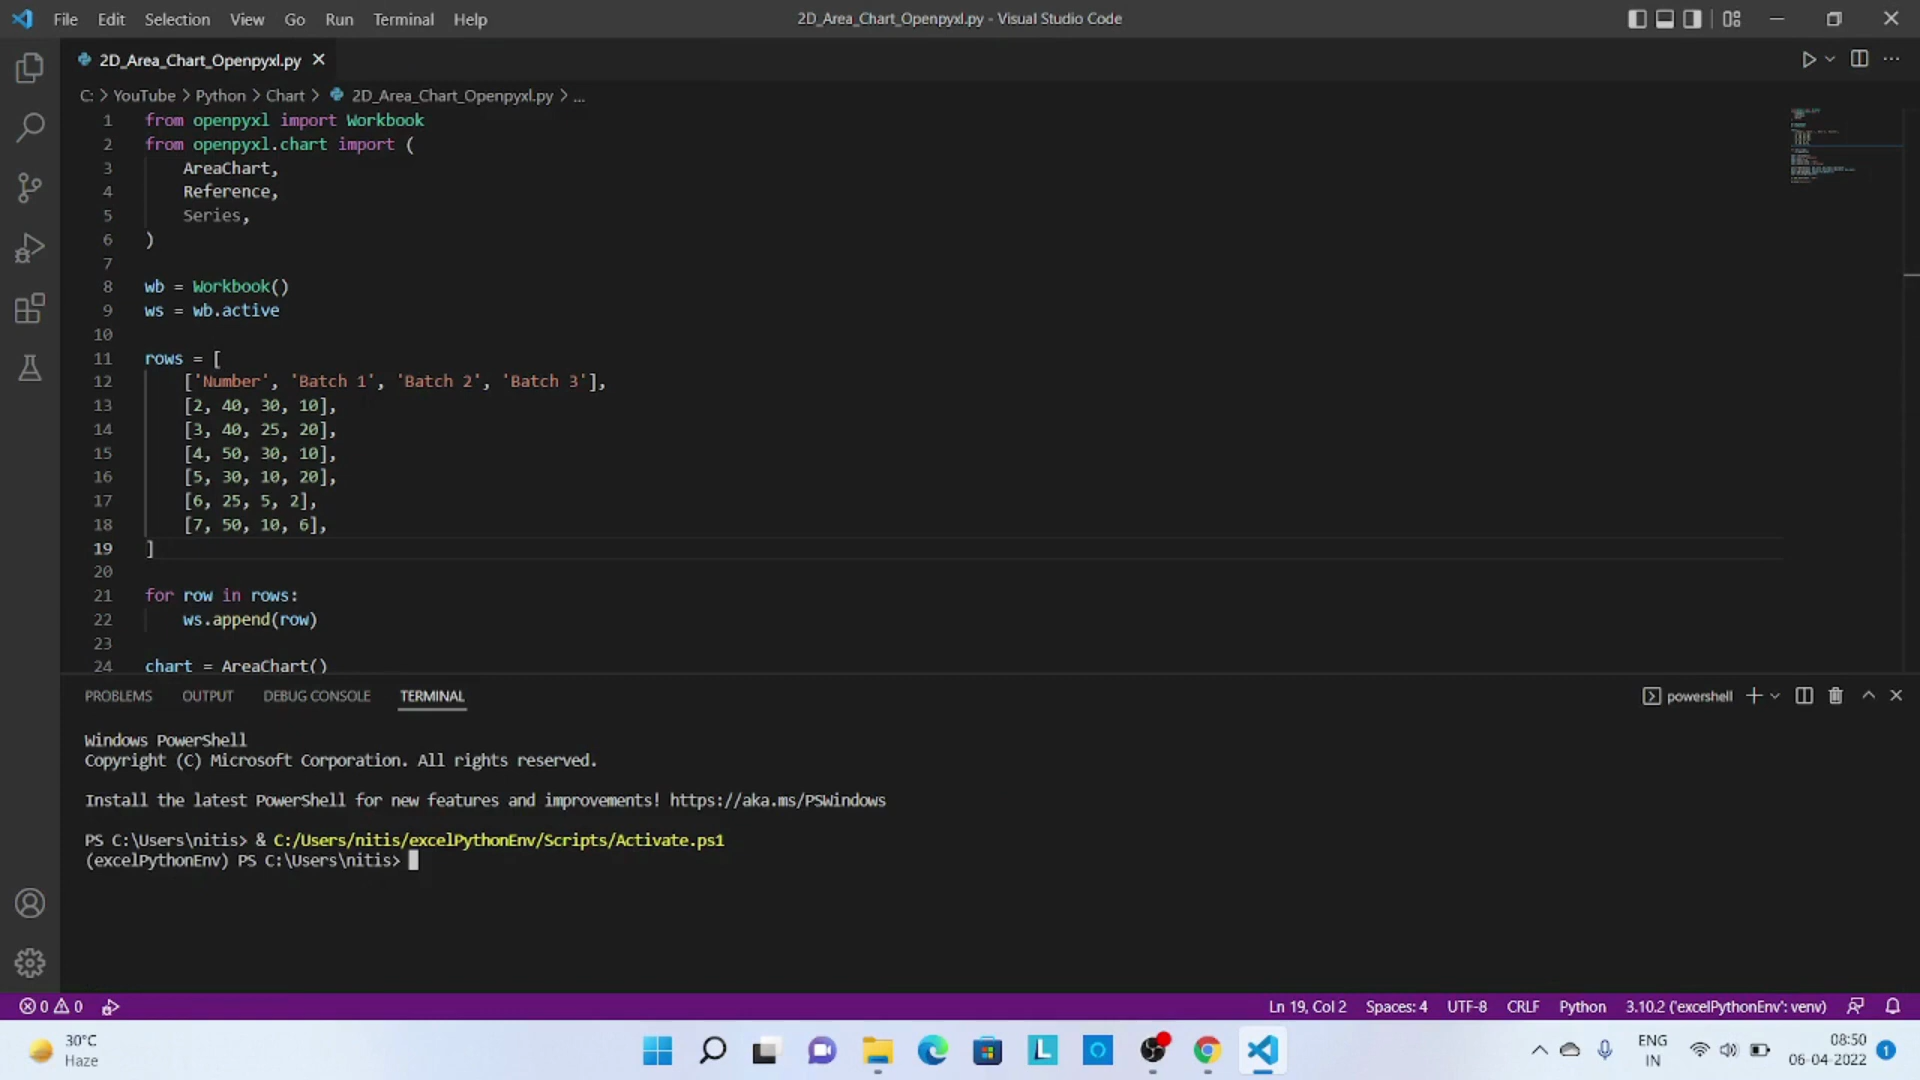 File Edit Selection View Go Run Terminal Help
2D_Area_Chart_Openpyxl.py - Visual Studio Code
2D_Area_Chart_Openpyxl.py
C: > YouTube > Python > Chart > 2D_Area_Chart_Openpyxl.py > ...
1 from openpyxl import Workbook
2 from openpyxl.chart import (
3 AreaChart,
4 Reference,
5 Series,
6 )
7
8 wb = Workbook()
9 ws = wb.active
10
11 rows = [
12 ['Number', 'Batch 1', 'Batch 2', 'Batch 3'],
13 [2, 40, 30, 10],
14 [3, 40, 25, 20],
15 [4, 50, 30, 10],
16 [5, 30, 10, 20],
17 [6, 25, 5, 2],
18 [7, 50, 10, 6],
19 ]
20
21 for row in rows:
22 ws.append(row)
23
24 chart = AreaChart()
PROBLEMS OUTPUT DEBUG CONSOLE TERMINAL
powershell
Windows PowerShell
Copyright (C) Microsoft Corporation. All rights reserved.
Install the latest PowerShell for new features and improvements! https://aka.ms/PSWindows
PS C:\Users\nitis> & C:/Users/nitis/excelPythonEnv/Scripts/Activate.ps1
(excelPythonEnv) PS C:\Users\nitis>
0 0
Ln 19, Col 2 Spaces: 4 UTF-8 CRLF Python 3.10.2 ('excelPythonEnv': venv)
30°C
Haze
ENG
IN
08:50
06-04-2022
1